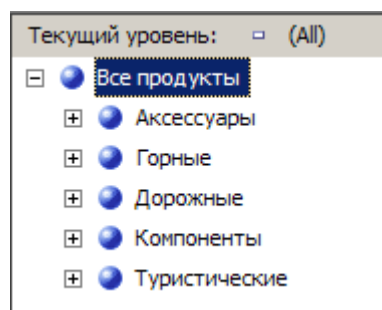 Текущий уровень: (All)
Все продукты
Аксессуары
Горные
Дорожные
Компоненты
Туристические